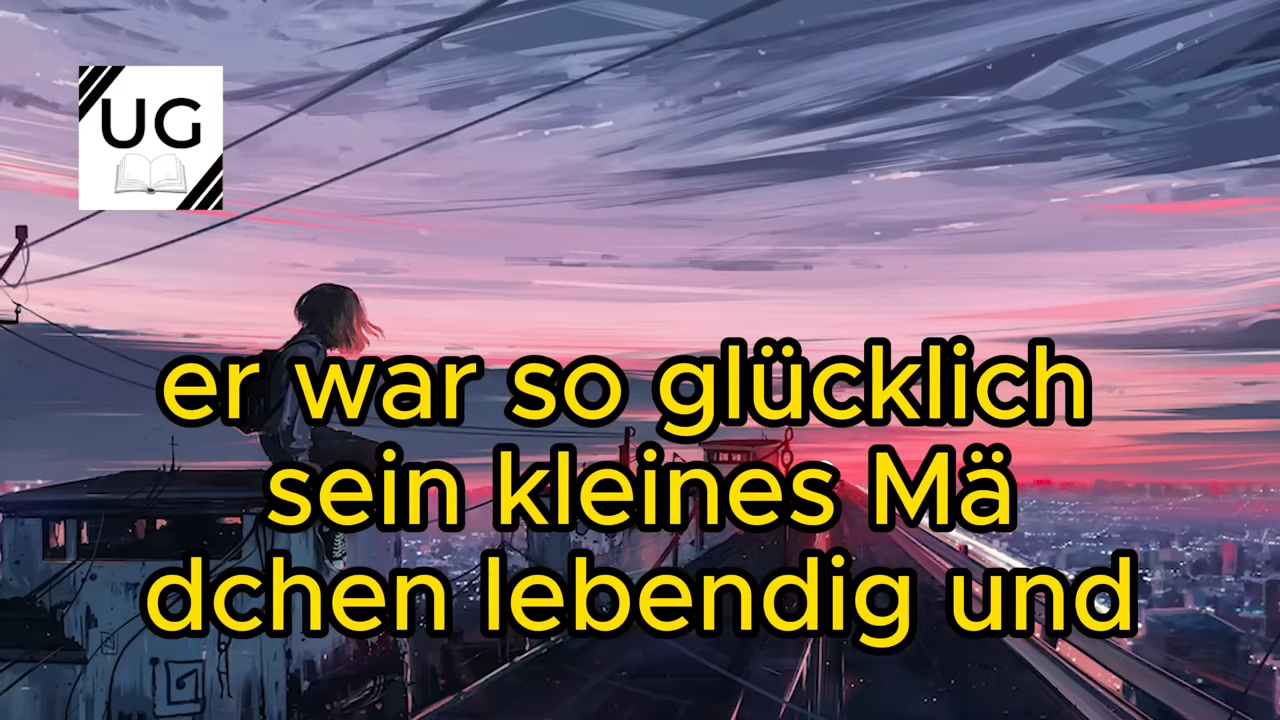 UG
er war so glücklich
sein kleines Mä
dchen lebendig und